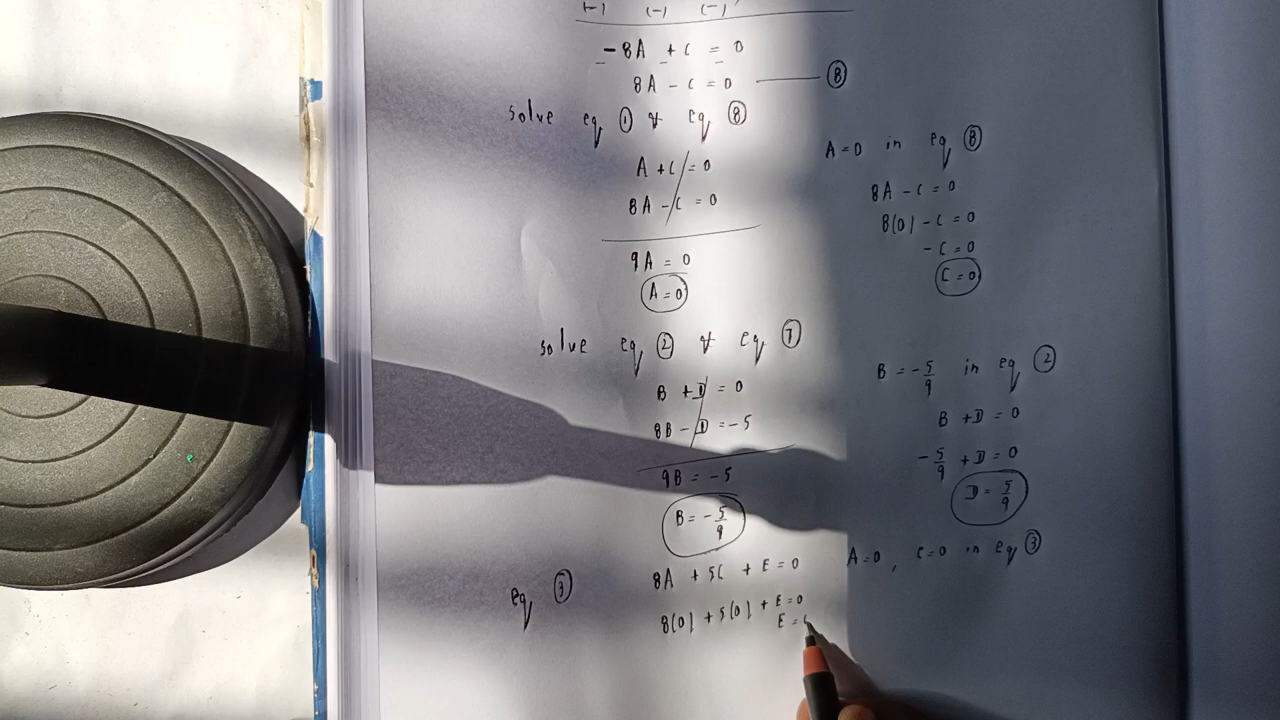 (-) (-) (-)
-8A + C = 0
8A - C = 0 ⑧
solve eq ① & eq ⑧
A + C = 0
8A - C = 0
9A = 0
A = 0
A = 0 in eq ⑧
8A - C = 0
8(0) - C = 0
- C = 0
C = 0
solve eq ② & eq ⑦
B + D = 0
8B - D = -5
9B = -5
B = - 5/9
B = - 5/9 in eq ②
B + D = 0
- 5/9 + D = 0
D = 5/9
eq ③ 8A + 5C + E = 0 A = 0 , C = 0 in eq ③
8(0) + 5(0) + E = 0
E =